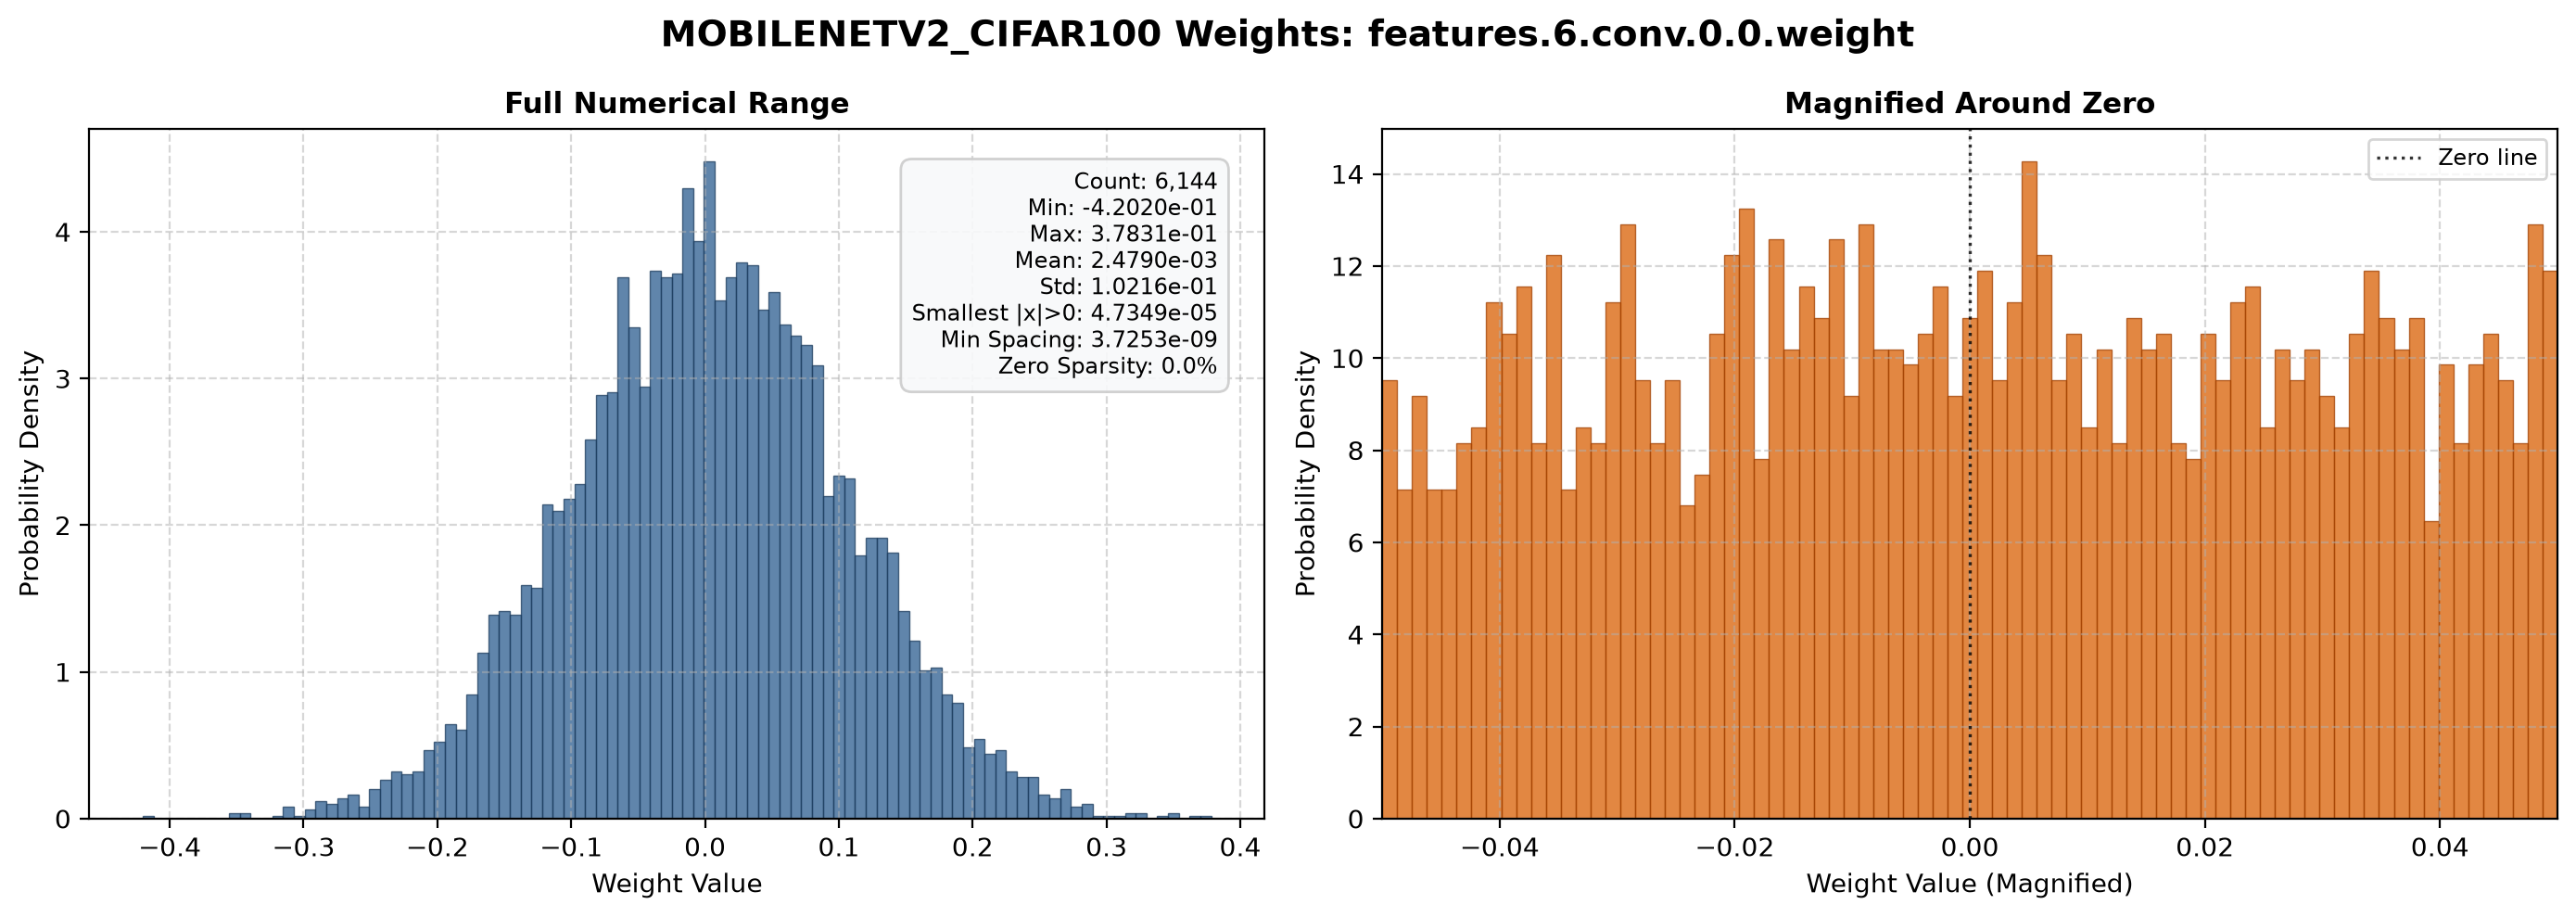 MOBILENETV2_CIFAR100 Weights: features.6.conv.0.0.weight
Full Numerical Range
Probability Density
4
3
2
1
0
Count: 6,144
Min: -4.2020e-01
Max: 3.7831e-01
Mean: 2.4790e-03
Std: 1.0216e-01
Smallest |x|>0: 4.7349e-05
Min Spacing: 3.7253e-09
Zero Sparsity: 0.0%
−0.4 −0.3 −0.2 −0.1 0.0 0.1 0.2 0.3 0.4
Weight Value
Magnified Around Zero
Probability Density
14
12
10
8
6
4
2
0
Zero line
−0.04 −0.02 0.00 0.02 0.04
Weight Value (Magnified)